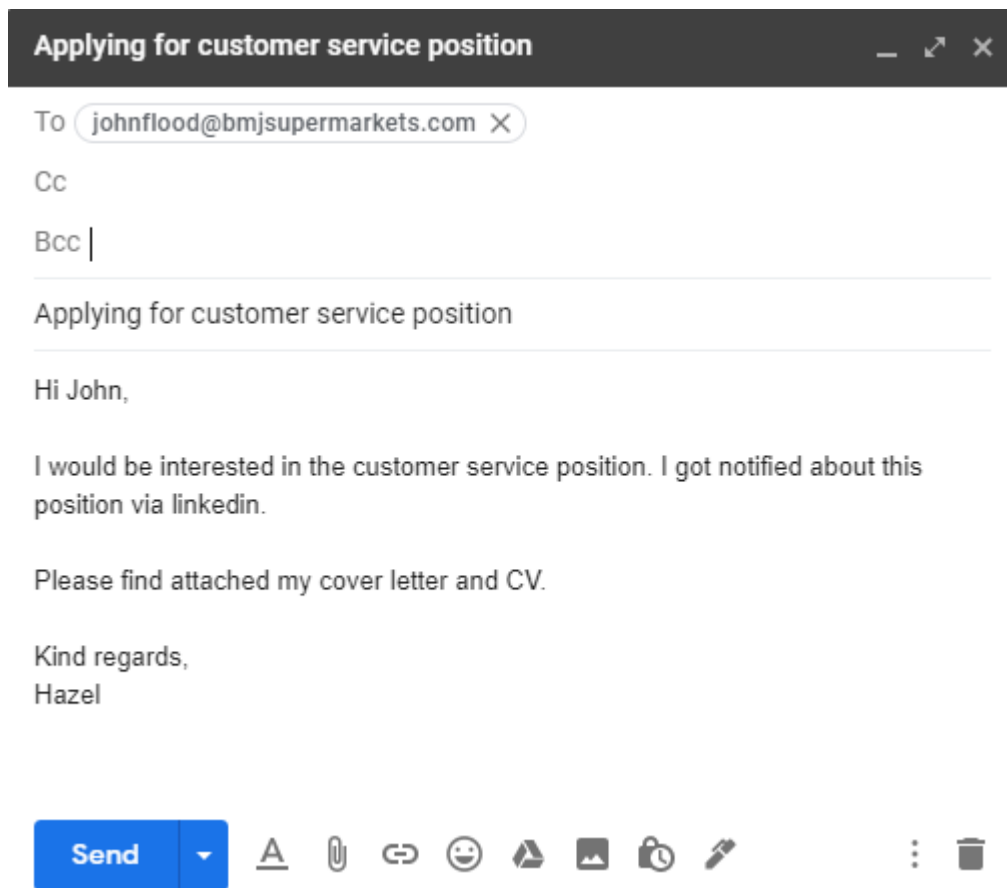 Applying for customer service position
To johnflood@bmjsupermarkets.com
Cc
Bcc
Applying for customer service position
Hi John,
I would be interested in the customer service position. I got notified about this
position via linkedin.
Please find attached my cover letter and CV.
Kind regards,
Hazel
Send